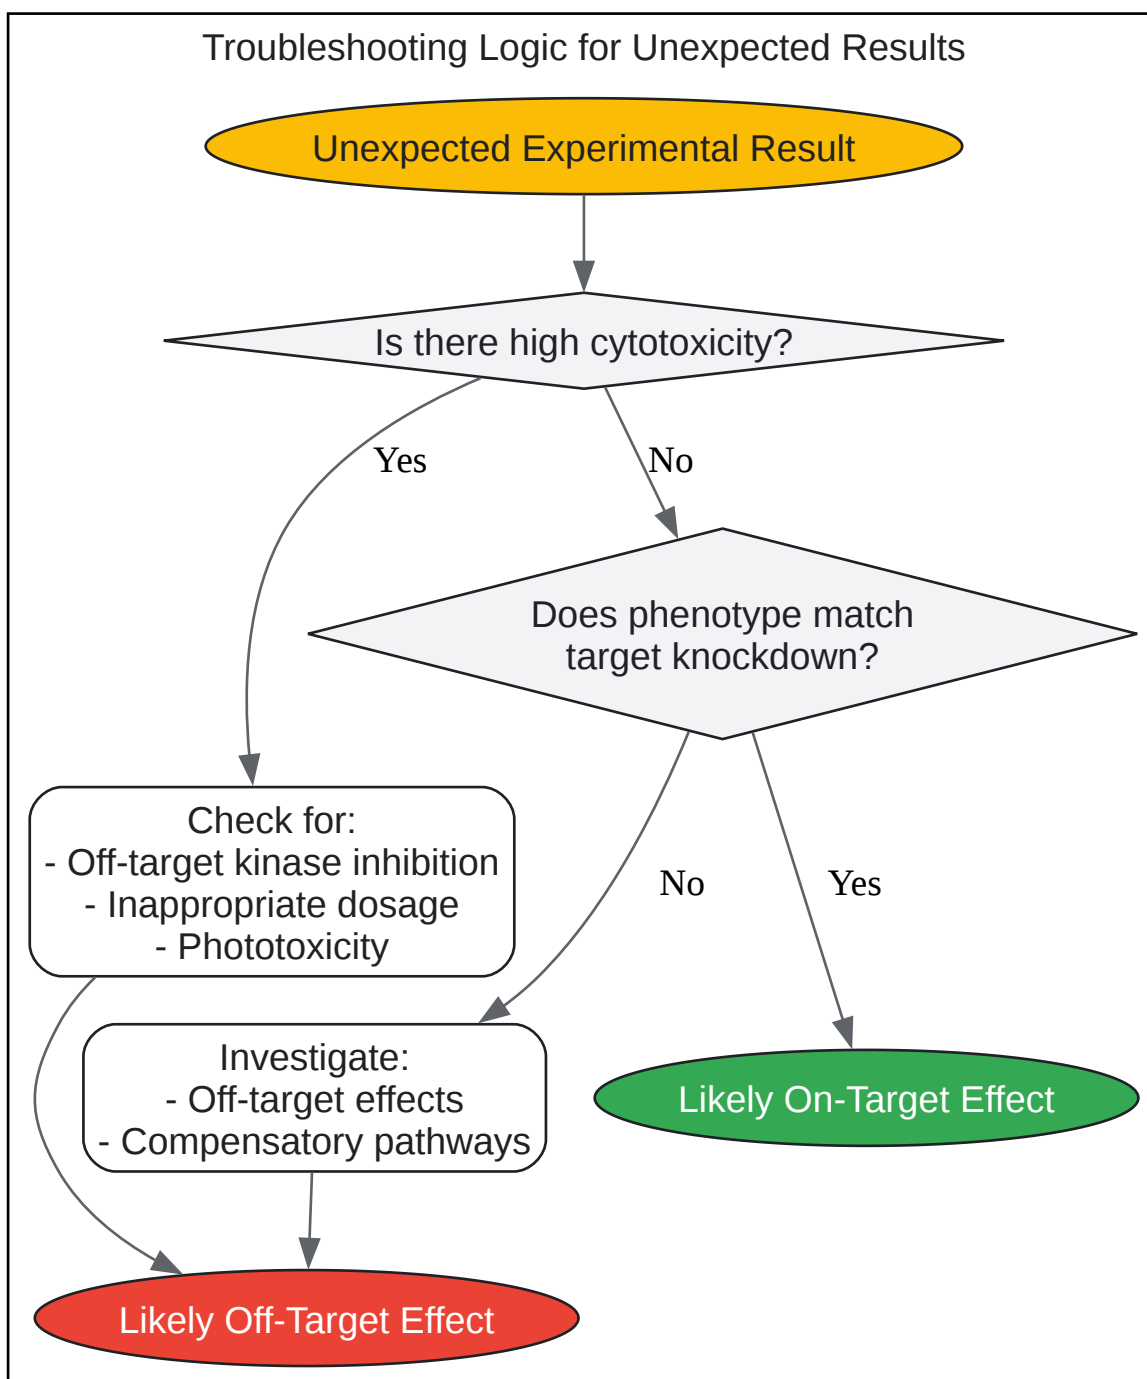 Troubleshooting Logic for Unexpected Results
Unexpected Experimental Result
Is there high cytotoxicity?
Yes
No
Does phenotype match
target knockdown?
Check for:
- Off-target kinase inhibition
- Inappropriate dosage
- Phototoxicity
No
Yes
Investigate:
- Off-target effects
- Compensatory pathways
Likely On-Target Effect
Likely Off-Target Effect